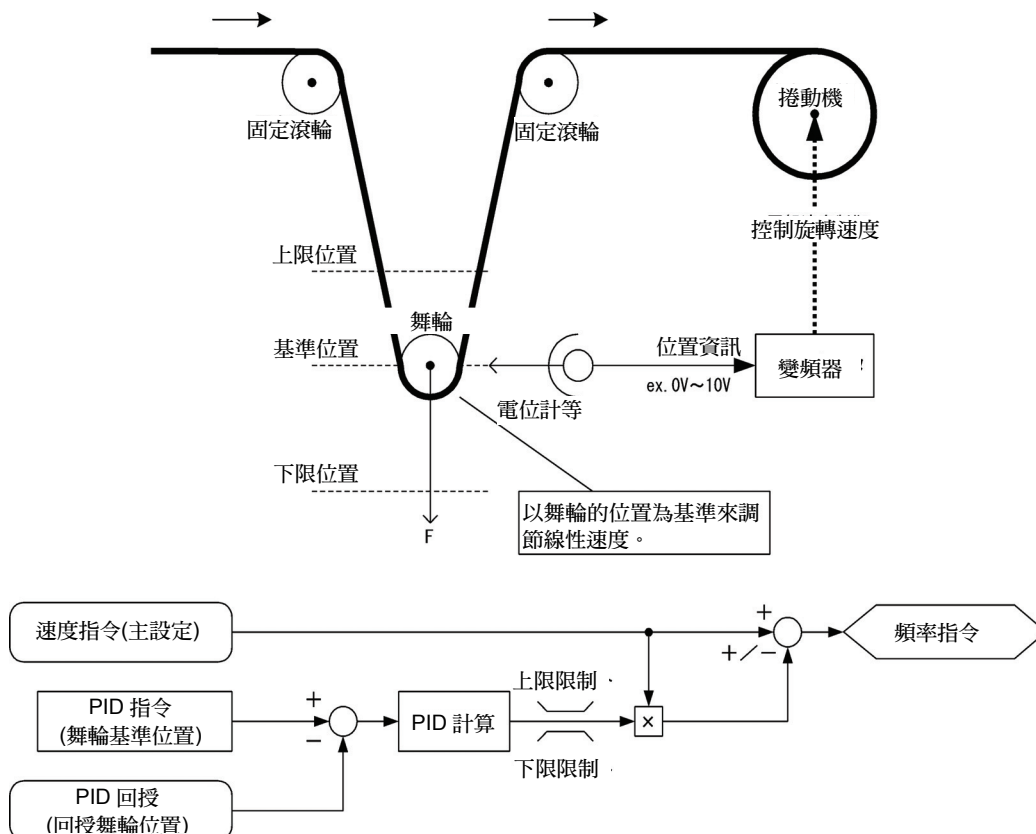 捲動機
固定滾輪
固定滾輪
控制旋轉速度
上限位置
舞輪
基準位置
位置資訊
變頻器
ex. 0V～10V
電位計等
下限位置
以舞輪的位置為基準來調
節線性速度。
F
速度指令(主設定)
+
+/−
頻率指令
PID 指令
(舞輪基準位置)
+
−
PID 計算
上限限制
×
下限限制
PID 回授
(回授舞輪位置)